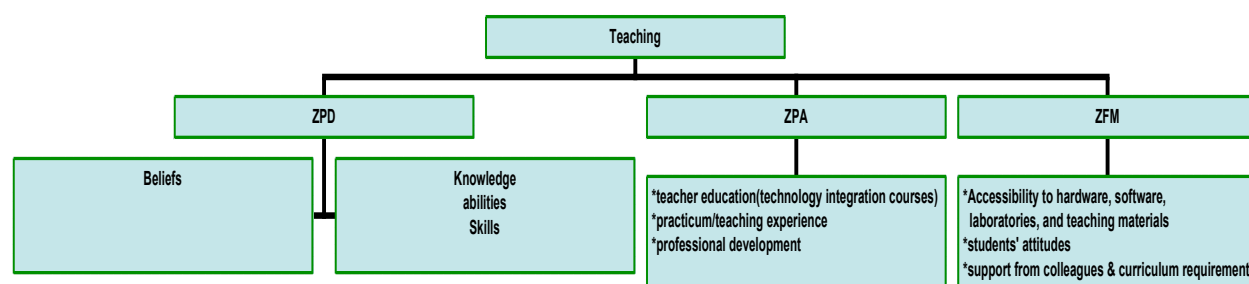 Teaching
ZPD
ZPA
ZFM
Beliefs
Knowledge
abilities
Skills
*teacher education(technology integration courses)
*practicum/teaching experience
*professional development
*Accessibility to hardware, software,
laboratories, and teaching materials
*students' attitudes
*support from colleagues & curriculum requirement